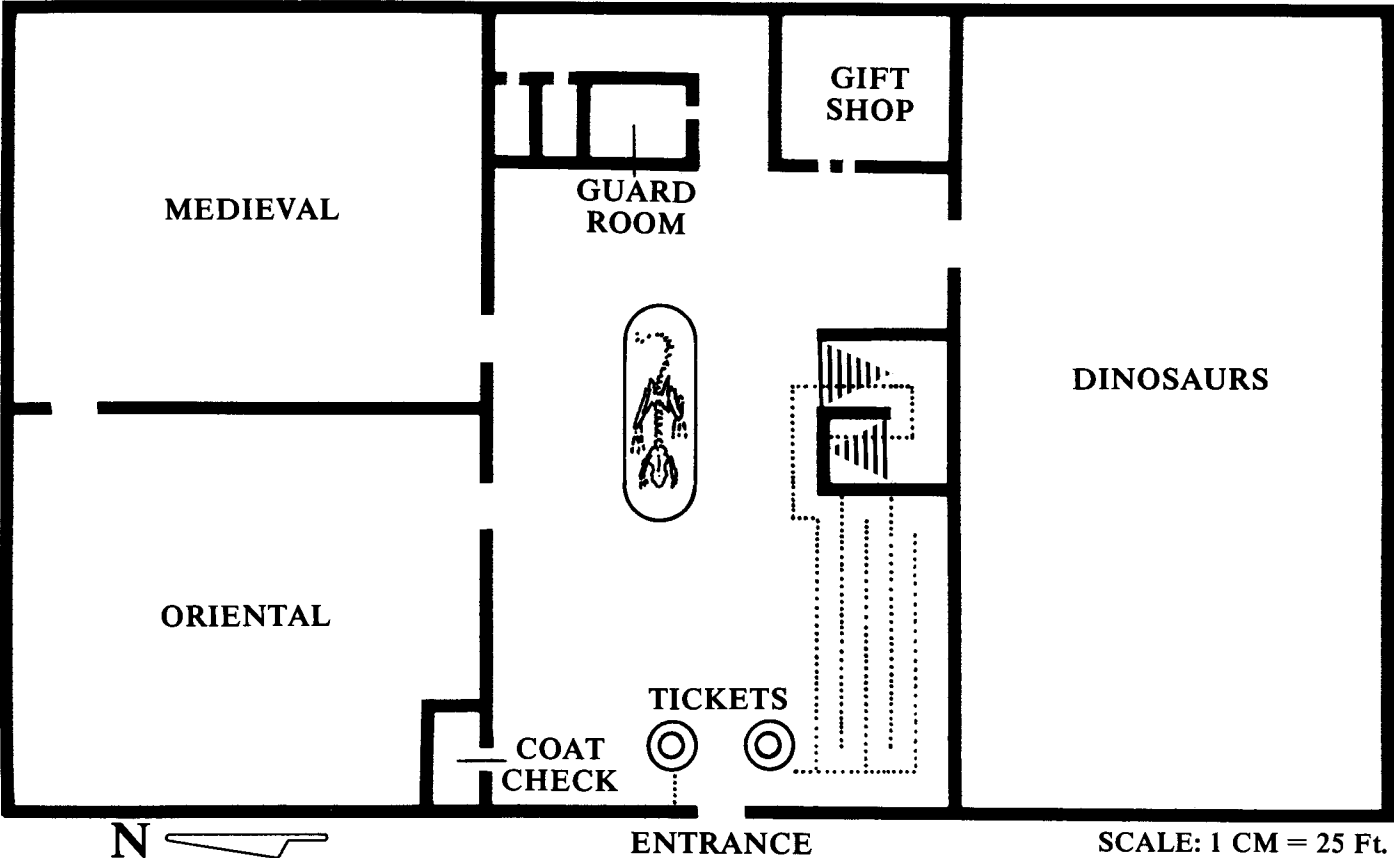 GIFT
SHOP
MEDIEVAL
GUARD
ROOM
DINOSAURS
ORIENTAL
TICKETS
COAT
CHECK
N
ENTRANCE
SCALE: 1 CM = 25 Ft.